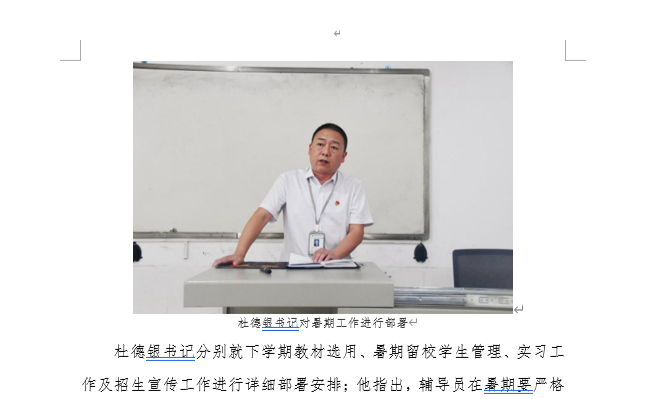 杜德银书记对暑期工作进行部署
杜德银书记分别就下学期教材选用、暑期留校学生管理、实习工
作及招生宣传工作进行详细部署安排；他指出，辅导员在暑期要严格